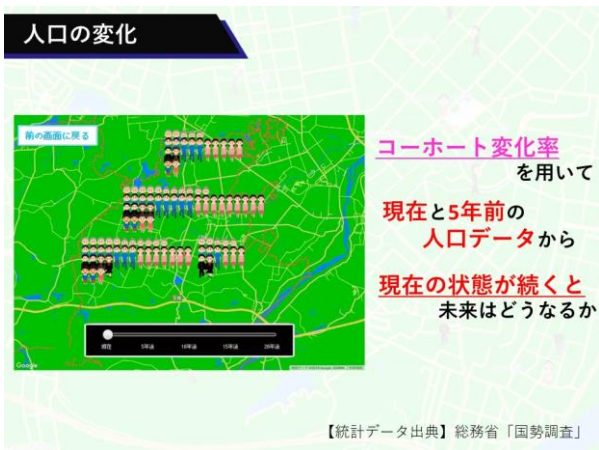 人口の変化
前の画面に戻る
コーホート変化率
を用いて
現在と5年前の
人口データから
現在の状態が続くと
未来はどうなるか
現在 5年後 10年後 15年後 20年後
Google
【統計データ出典】総務省「国勢調査」